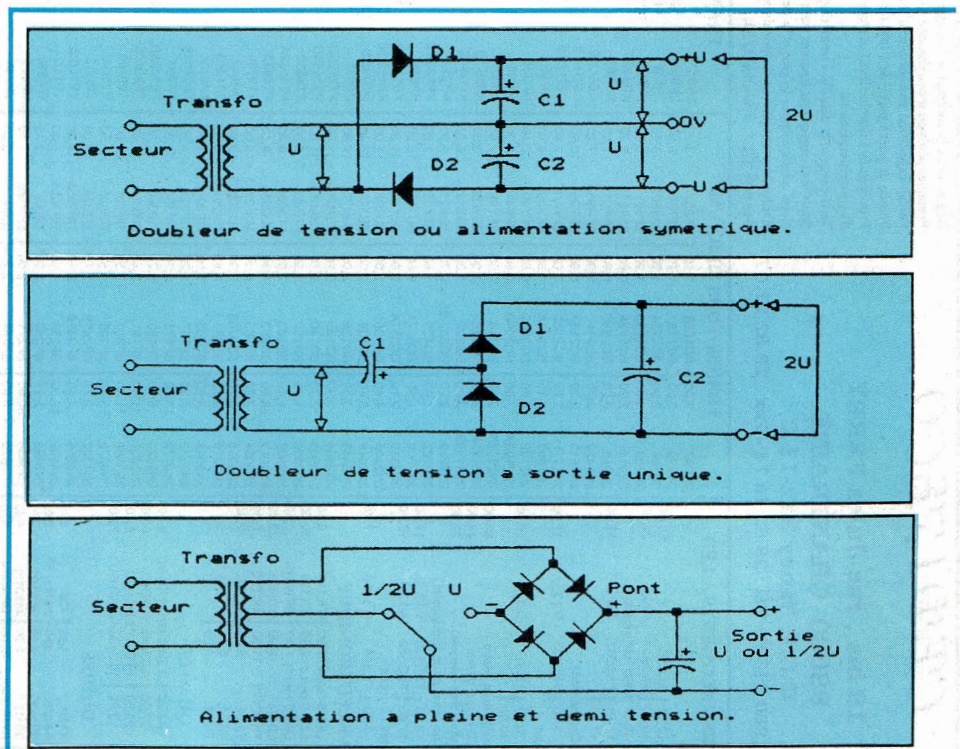 D1
+U
Transfo
+
C1
U
2U
Secteur
U
0V
D2
+
C2
U
-U
Doubleur de tension ou alimentation symetrique.
D1
+
Transfo
C1
+
Secteur
U
+
C2
2U
D2
-
Doubleur de tension a sortie unique.
Transfo
1/2U U
Pont
Secteur
-
+
+
Sortie
+
U ou 1/2U
-
Alimentation a pleine et demi tension.